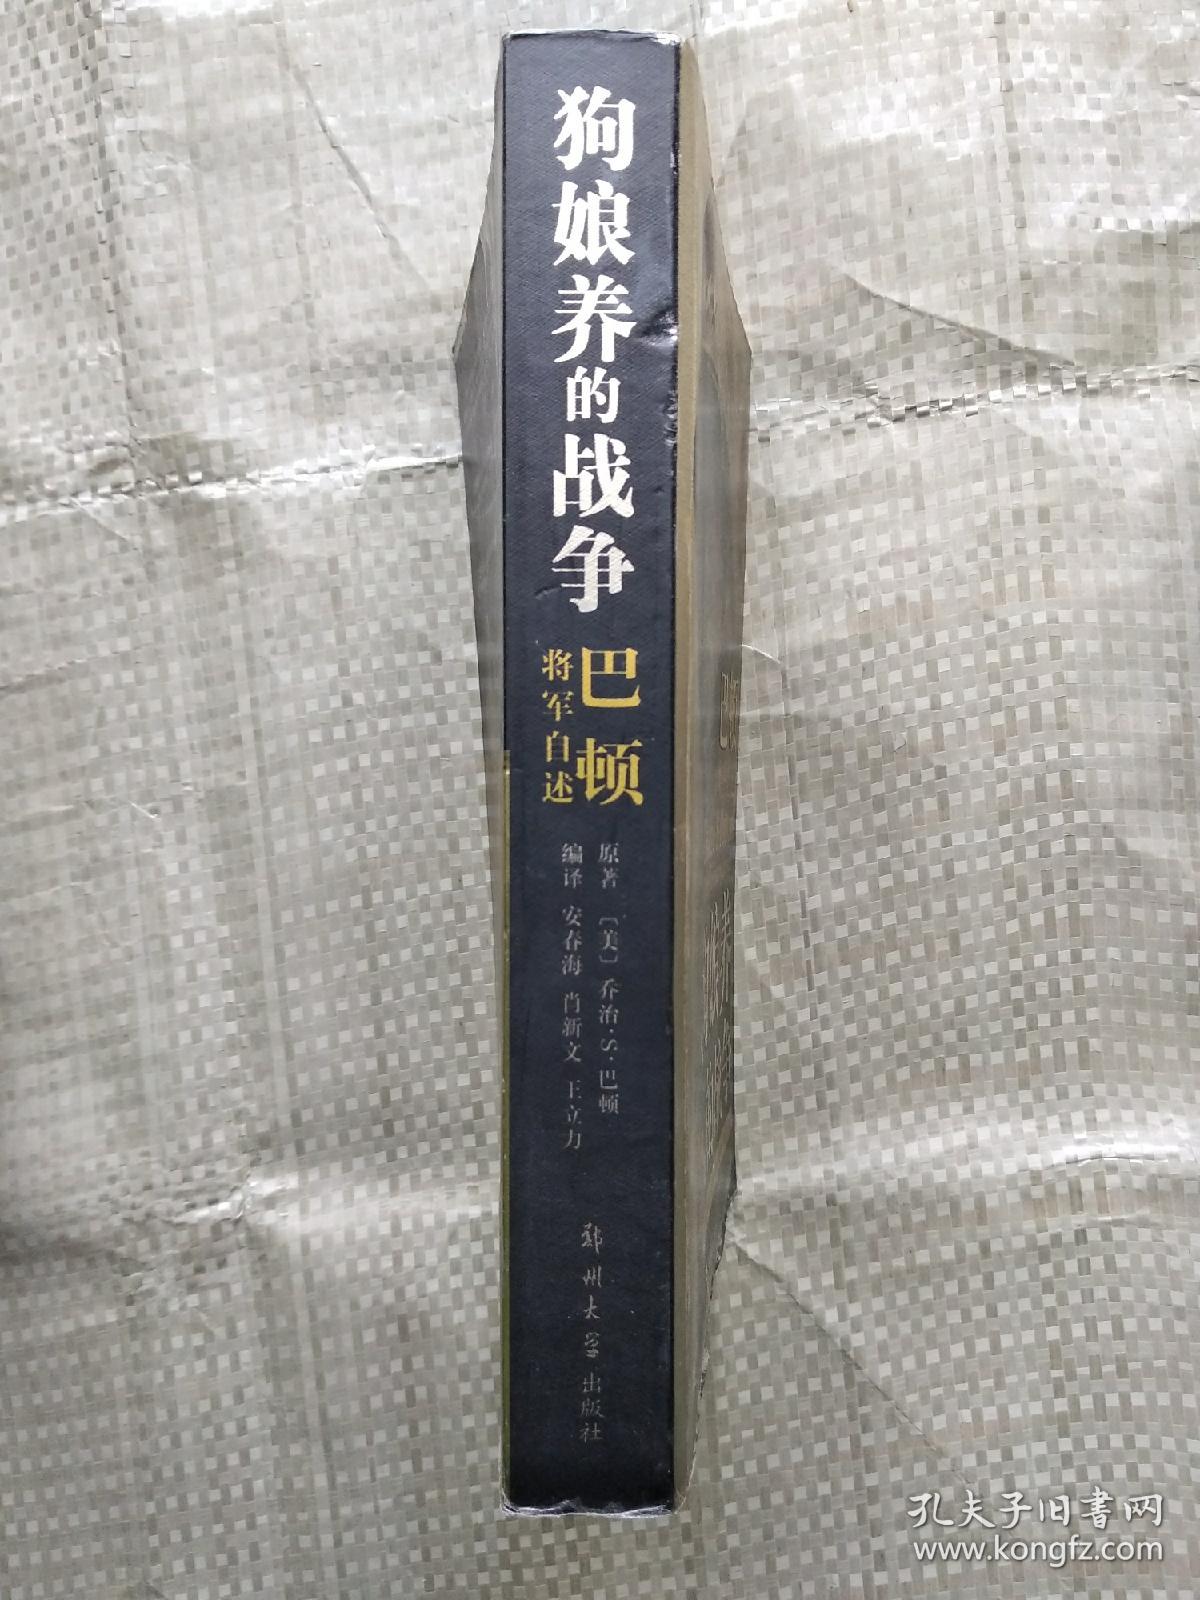 狗娘养的战争
巴顿
将军自述
原著 〔美〕乔治·S·巴顿
编译 安春海 肖新文 王立力
郑州大学出版社
孔夫子旧书网
www.kongfz.com